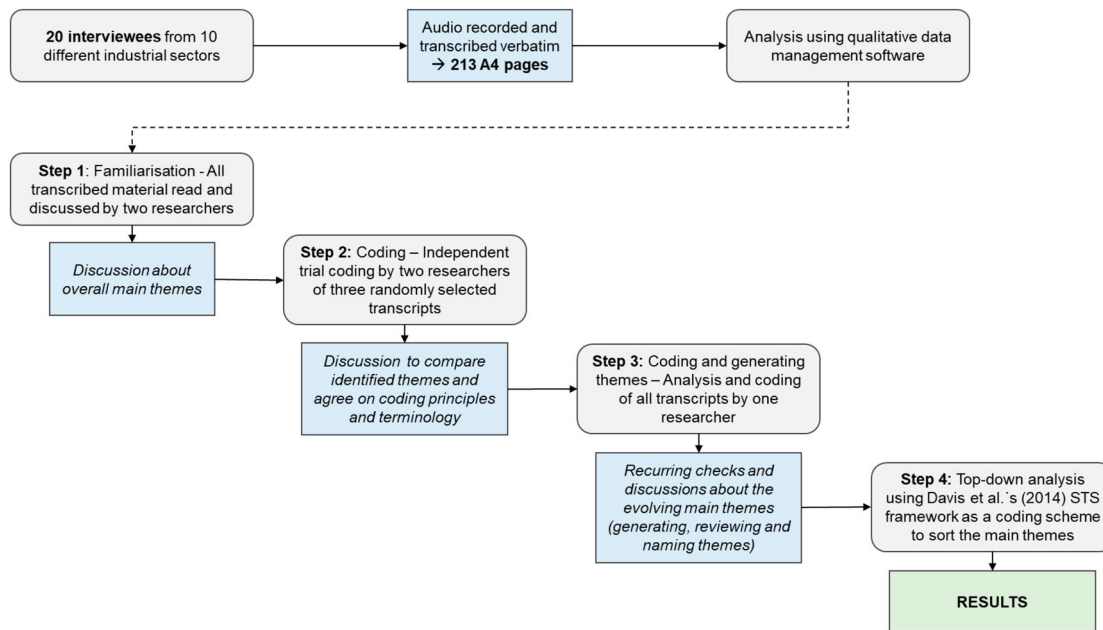 20 interviewees from 10
different industrial sectors
Audio recorded and
transcribed verbatim
→ 213 A4 pages
Analysis using qualitative data
management software
Step 1: Familiarisation - All
transcribed material read and
discussed by two researchers
Discussion about
overall main themes
Step 2: Coding – Independent
trial coding by two researchers
of three randomly selected
transcripts
Discussion to compare
identified themes and
agree on coding principles
and terminology
Step 3: Coding and generating
themes – Analysis and coding
of all transcripts by one
researcher
Recurring checks and
discussions about the
evolving main themes
(generating, reviewing and
naming themes)
Step 4: Top-down analysis
using Davis et al.´s (2014) STS
framework as a coding scheme
to sort the main themes
RESULTS